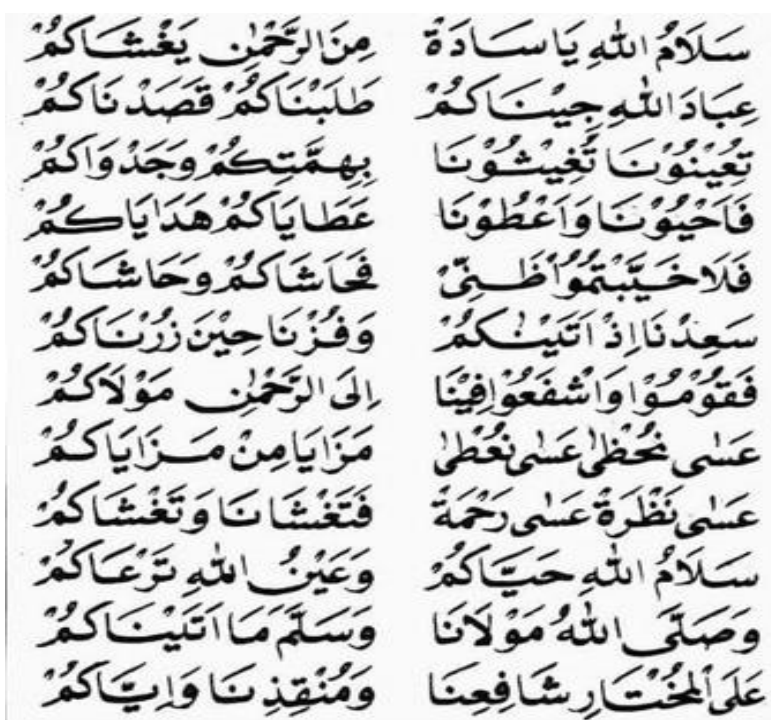 سَلَامُ اللهِ يَا سَادَةْ مِنَ الرَّحْمٰنِ يَغْشَاكُمْ
عِبَادَ اللهِ جِيْنَاكُمْ طَلَبْنَاكُمْ قَصَدْنَاكُمْ
تُعِيْنُوْنَا تُغِيْثُوْنَا بِهِمَّتِكُمْ وَجَدْوَاكُمْ
فَاَحْيُوْنَا وَاَعْطُوْنَا عَطَايَاكُمْ هَدَايَاكُمْ
فَلَا خَيَّبْتُمُوْا ظَنِّيْ فَحَاشَاكُمْ وَحَاشَاكُمْ
سَعِدْنَا اِذْ اَتَيْنٰكُمْ وَفُزْنَا حِيْنَ زُرْنَاكُمْ
فَقُوْمُوْا وَاشْفَعُوْا فِيْنَا اِلَى الرَّحْمٰنِ مَوْلَاكُمْ
عَسٰى نُحْظٰى عَسٰى نُعْطٰى مَزَايَا مِنْ مَزَايَاكُمْ
عَسٰى نَظْرَةْ عَسٰى رَحْمَةْ فَتَغْشَانَا وَتَغْشَاكُمْ
سَلَامُ اللهِ حَيَّاكُمْ وَعَيْنُ اللهِ تَرْعَاكُمْ
وَصَلَّى اللهُ مَوْلَانَا وَسَلَّمَ مَا اَتَيْنَاكُمْ
عَلَى الْمُخْتَارِ شَافِعِنَا وَمُنْقِذِنَا وَاِيَّاكُمْ